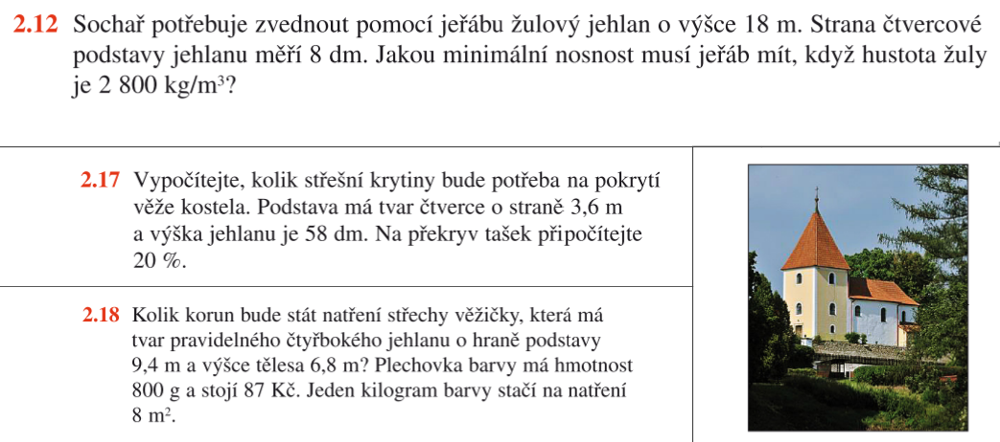 2.12 Sochař potřebuje zvednout pomocí jeřábu žulový jehlan o výšce 18 m. Strana čtvercové
podstavy jehlanu měří 8 dm. Jakou minimální nosnost musí jeřáb mít, když hustota žuly
je 2 800 kg/m³?
2.17 Vypočítejte, kolik střešní krytiny bude potřeba na pokrytí
věže kostela. Podstava má tvar čtverce o straně 3,6 m
a výška jehlanu je 58 dm. Na překryv tašek připočítejte
20 %.
2.18 Kolik korun bude stát natření střechy věžičky, která má
tvar pravidelného čtyřbokého jehlanu o hraně podstavy
9,4 m a výšce tělesa 6,8 m? Plechovka barvy má hmotnost
800 g a stojí 87 Kč. Jeden kilogram barvy stačí na natření
8 m².